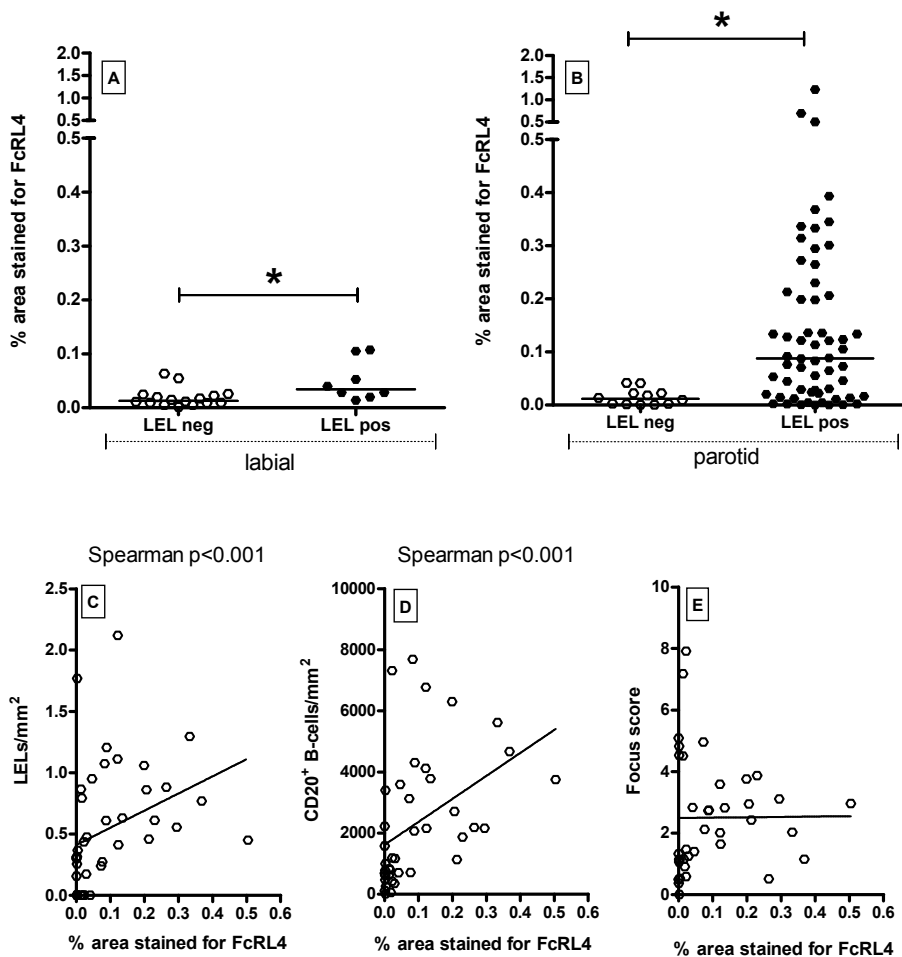 *
A
2.0
1.5
1.0
0.5
0.5
0.4
0.3
0.2
0.1
0.0
% area stained for FcRL4
*
LEL neg LEL pos
labial
B
2.0
1.5
1.0
0.5
0.5
0.4
0.3
0.2
0.1
0.0
% area stained for FcRL4
LEL neg LEL pos
parotid
Spearman p<0.001
C
2.5
2.0
1.5
1.0
0.5
0.0
LELs/mm²
0.0 0.1 0.2 0.3 0.4 0.5 0.6
% area stained for FcRL4
Spearman p<0.001
D
10000
8000
6000
4000
2000
0
CD20⁺ B-cells/mm²
0.0 0.1 0.2 0.3 0.4 0.5 0.6
% area stained for FcRL4
E
10
8
6
4
2
0
Focus score
0.0 0.1 0.2 0.3 0.4 0.5 0.6
% area stained for FcRL4